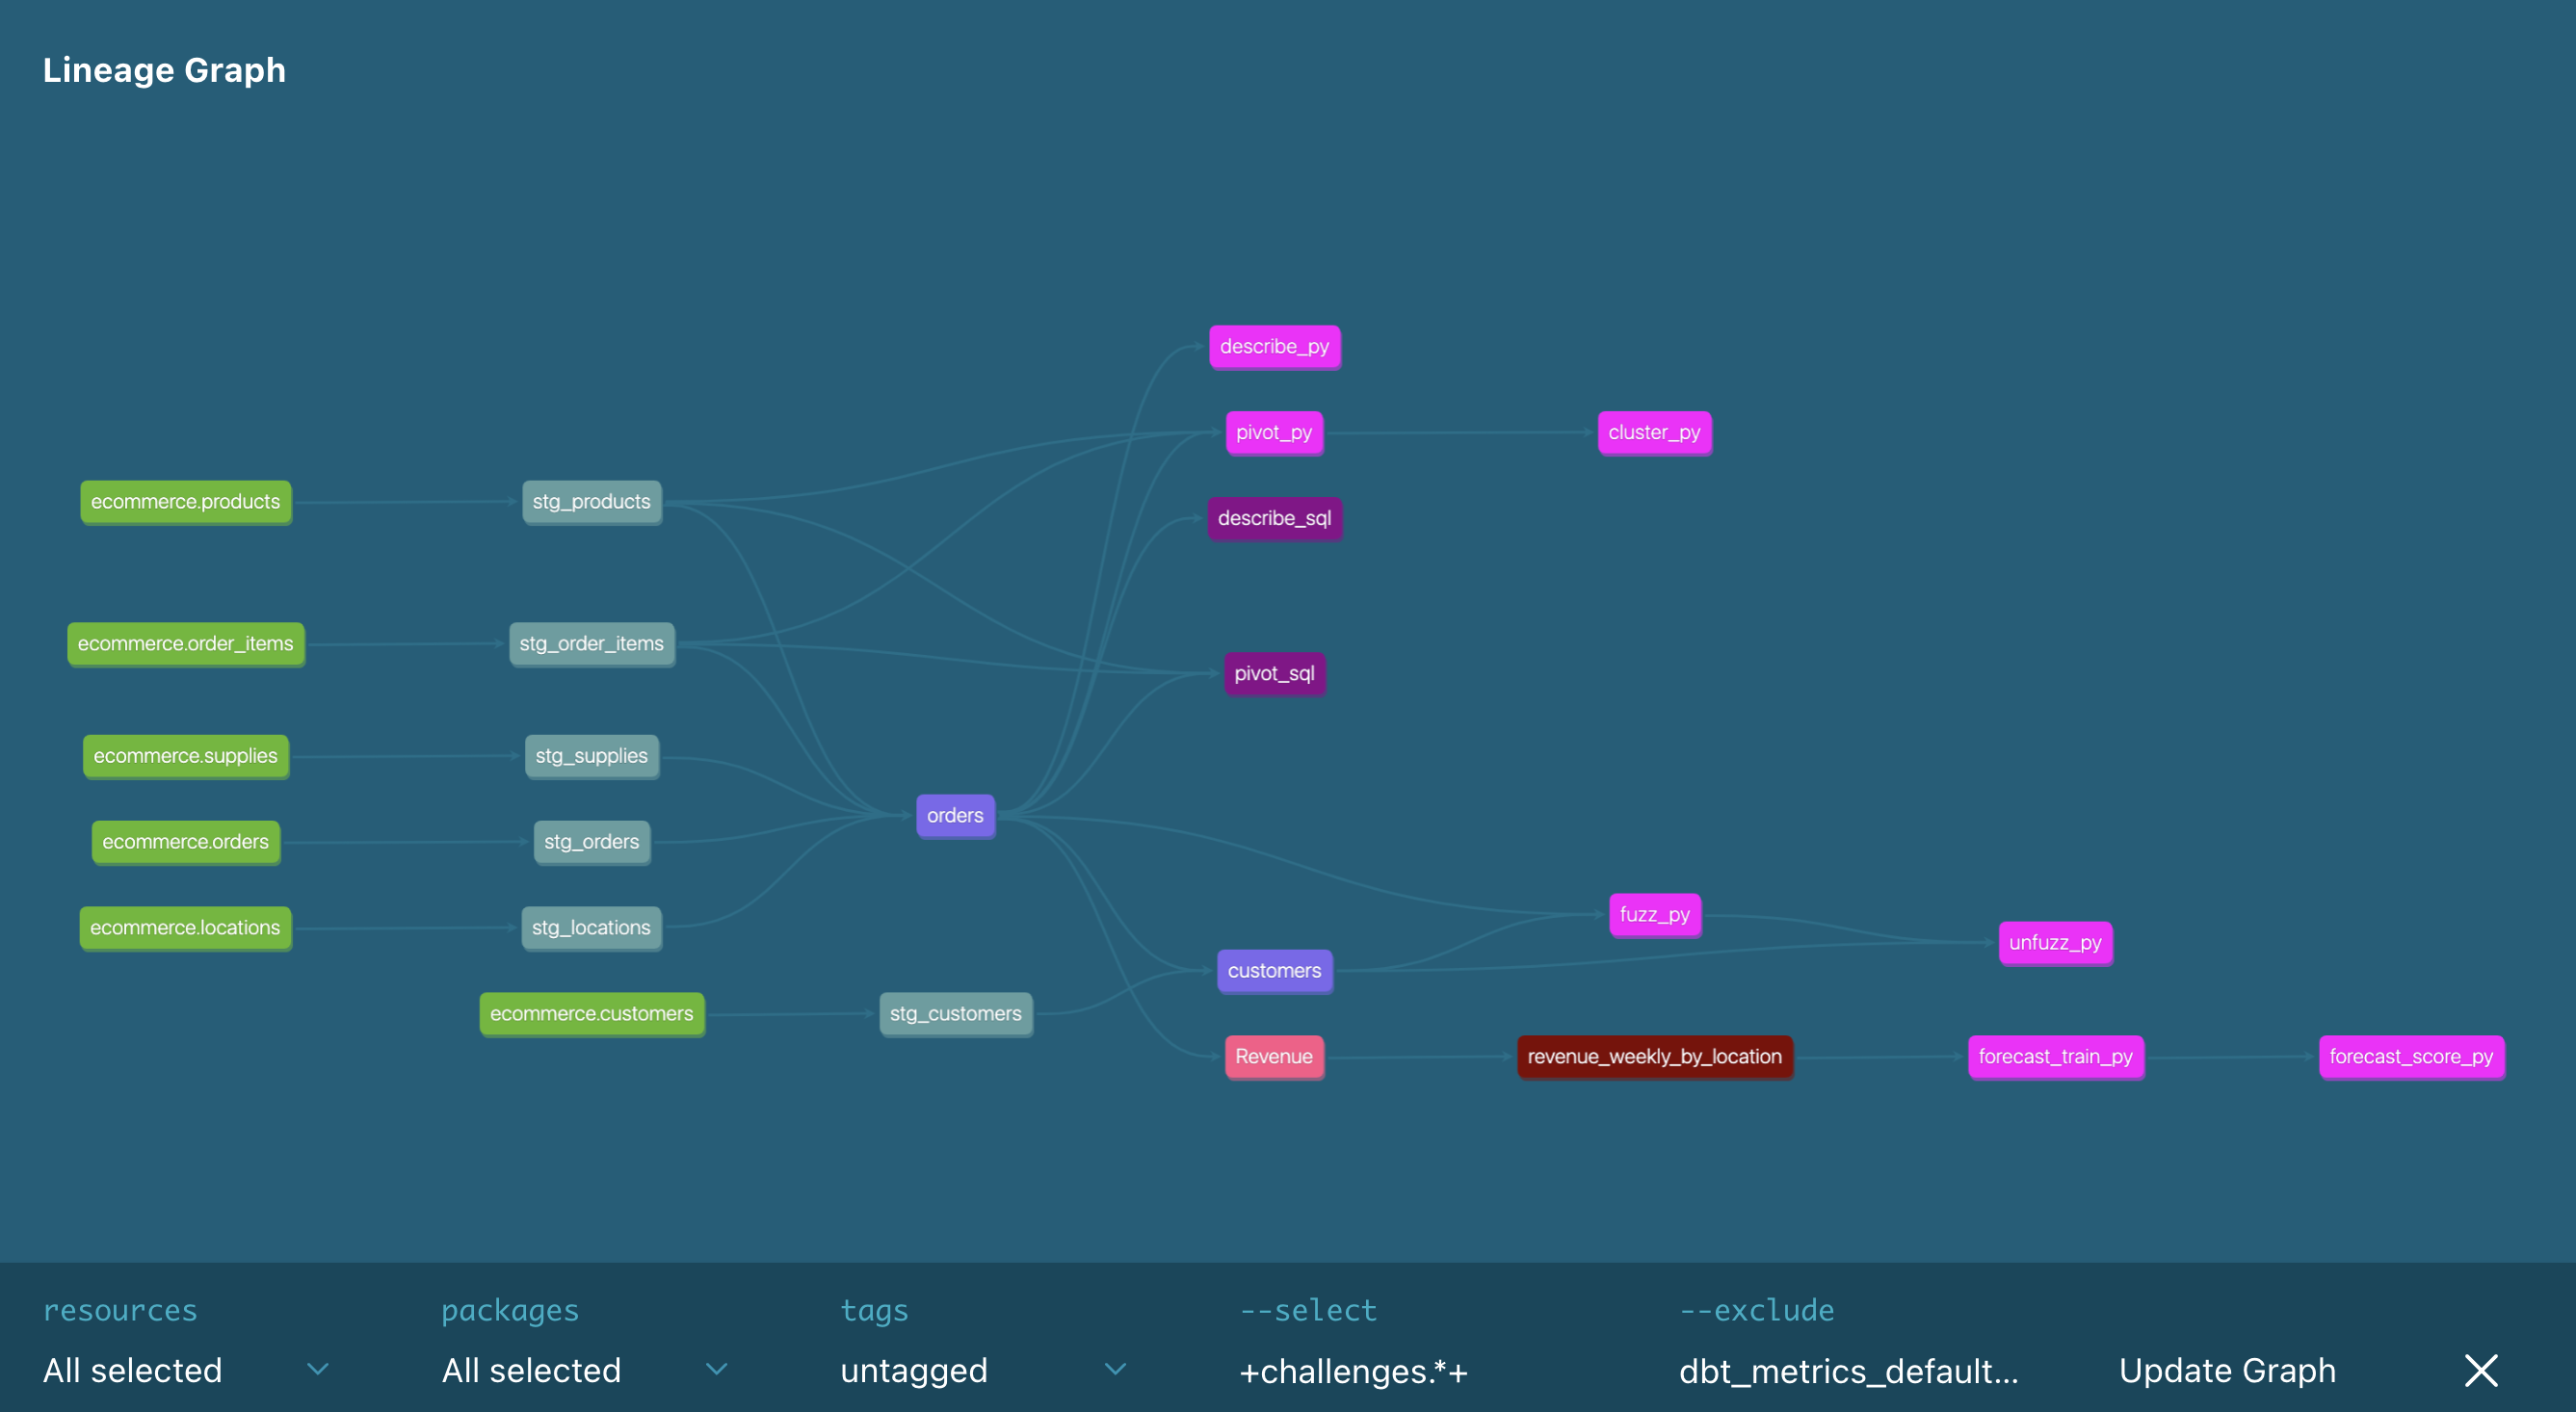 Lineage Graph
describe_py
pivot_py
cluster_py
ecommerce.products
stg_products
describe_sql
ecommerce.order_items
stg_order_items
pivot_sql
ecommerce.supplies
stg_supplies
orders
ecommerce.orders
stg_orders
ecommerce.locations
stg_locations
fuzz_py
unfuzz_py
customers
ecommerce.customers
stg_customers
Revenue
revenue_weekly_by_location
forecast_train_py
forecast_score_py
resources
packages
tags
--select
--exclude
All selected
All selected
untagged
+challenges.*+
dbt_metrics_default...
Update Graph